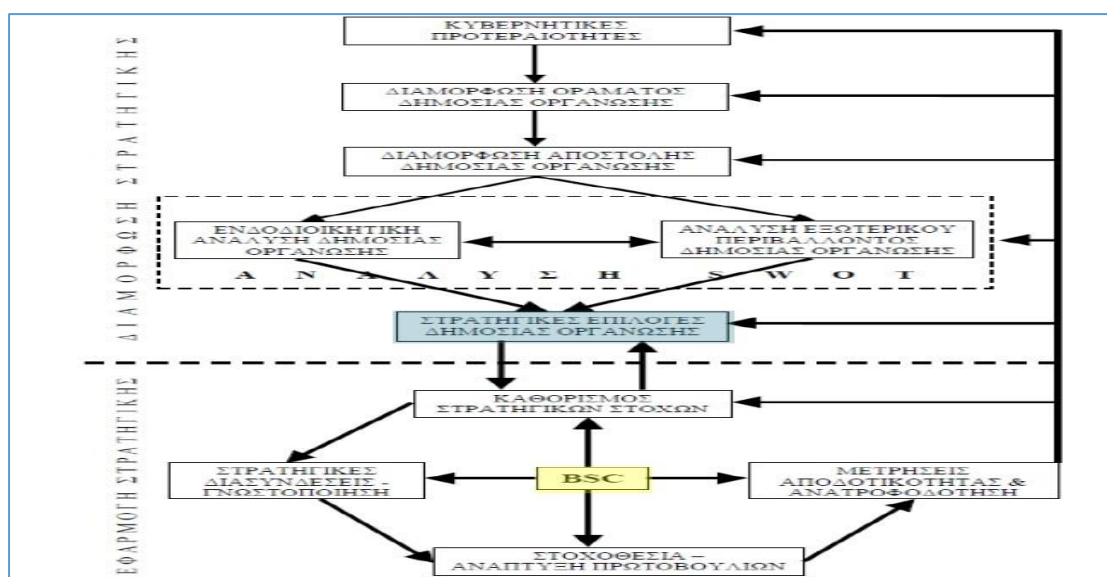 ΔΙΑΜΟΡΦΩΣΗ ΣΤΡΑΤΗΓΙΚΗΣ
ΚΥΒΕΡΝΗΤΙΚΕΣ
ΠΡΟΤΕΡΑΙΟΤΗΤΕΣ
ΔΙΑΜΟΡΦΩΣΗ ΟΡΑΜΑΤΟΣ
ΔΗΜΟΣΙΑΣ ΟΡΓΑΝΩΣΗΣ
ΔΙΑΜΟΡΦΩΣΗ ΑΠΟΣΤΟΛΗΣ
ΔΗΜΟΣΙΑΣ ΟΡΓΑΝΩΣΗΣ
ΕΝΔΟΔΙΟΙΚΗΤΙΚΗ
ΑΝΑΛΥΣΗ ΔΗΜΟΣΙΑΣ
ΟΡΓΑΝΩΣΗΣ
ΑΝΑΛΥΣΗ ΕΞΩΤΕΡΙΚΟΥ
ΠΕΡΙΒΑΛΛΟΝΤΟΣ
ΔΗΜΟΣΙΑΣ ΟΡΓΑΝΩΣΗΣ
ΑΝΑΛΥΣΗ SWOT
ΣΤΡΑΤΗΓΙΚΕΣ ΕΠΙΛΟΓΕΣ
ΔΗΜΟΣΙΑΣ ΟΡΓΑΝΩΣΗΣ
ΕΦΑΡΜΟΓΗ ΣΤΡΑΤΗΓΙΚΗΣ
ΚΑΘΟΡΙΣΜΟΣ
ΣΤΡΑΤΗΓΙΚΩΝ ΣΤΟΧΩΝ
ΣΤΡΑΤΗΓΙΚΕΣ
ΔΙΑΣΥΝΔΕΣΕΙΣ -
ΓΝΩΣΤΟΠΟΙΗΣΗ
BSC
ΜΕΤΡΗΣΕΙΣ
ΑΠΟΔΟΤΙΚΟΤΗΤΑΣ &
ΑΝΑΤΡΟΦΟΔΟΤΗΣΗ
ΣΤΟΧΟΘΕΣΙΑ –
ΑΝΑΠΤΥΞΗ ΠΡΩΤΟΒΟΥΛΙΩΝ